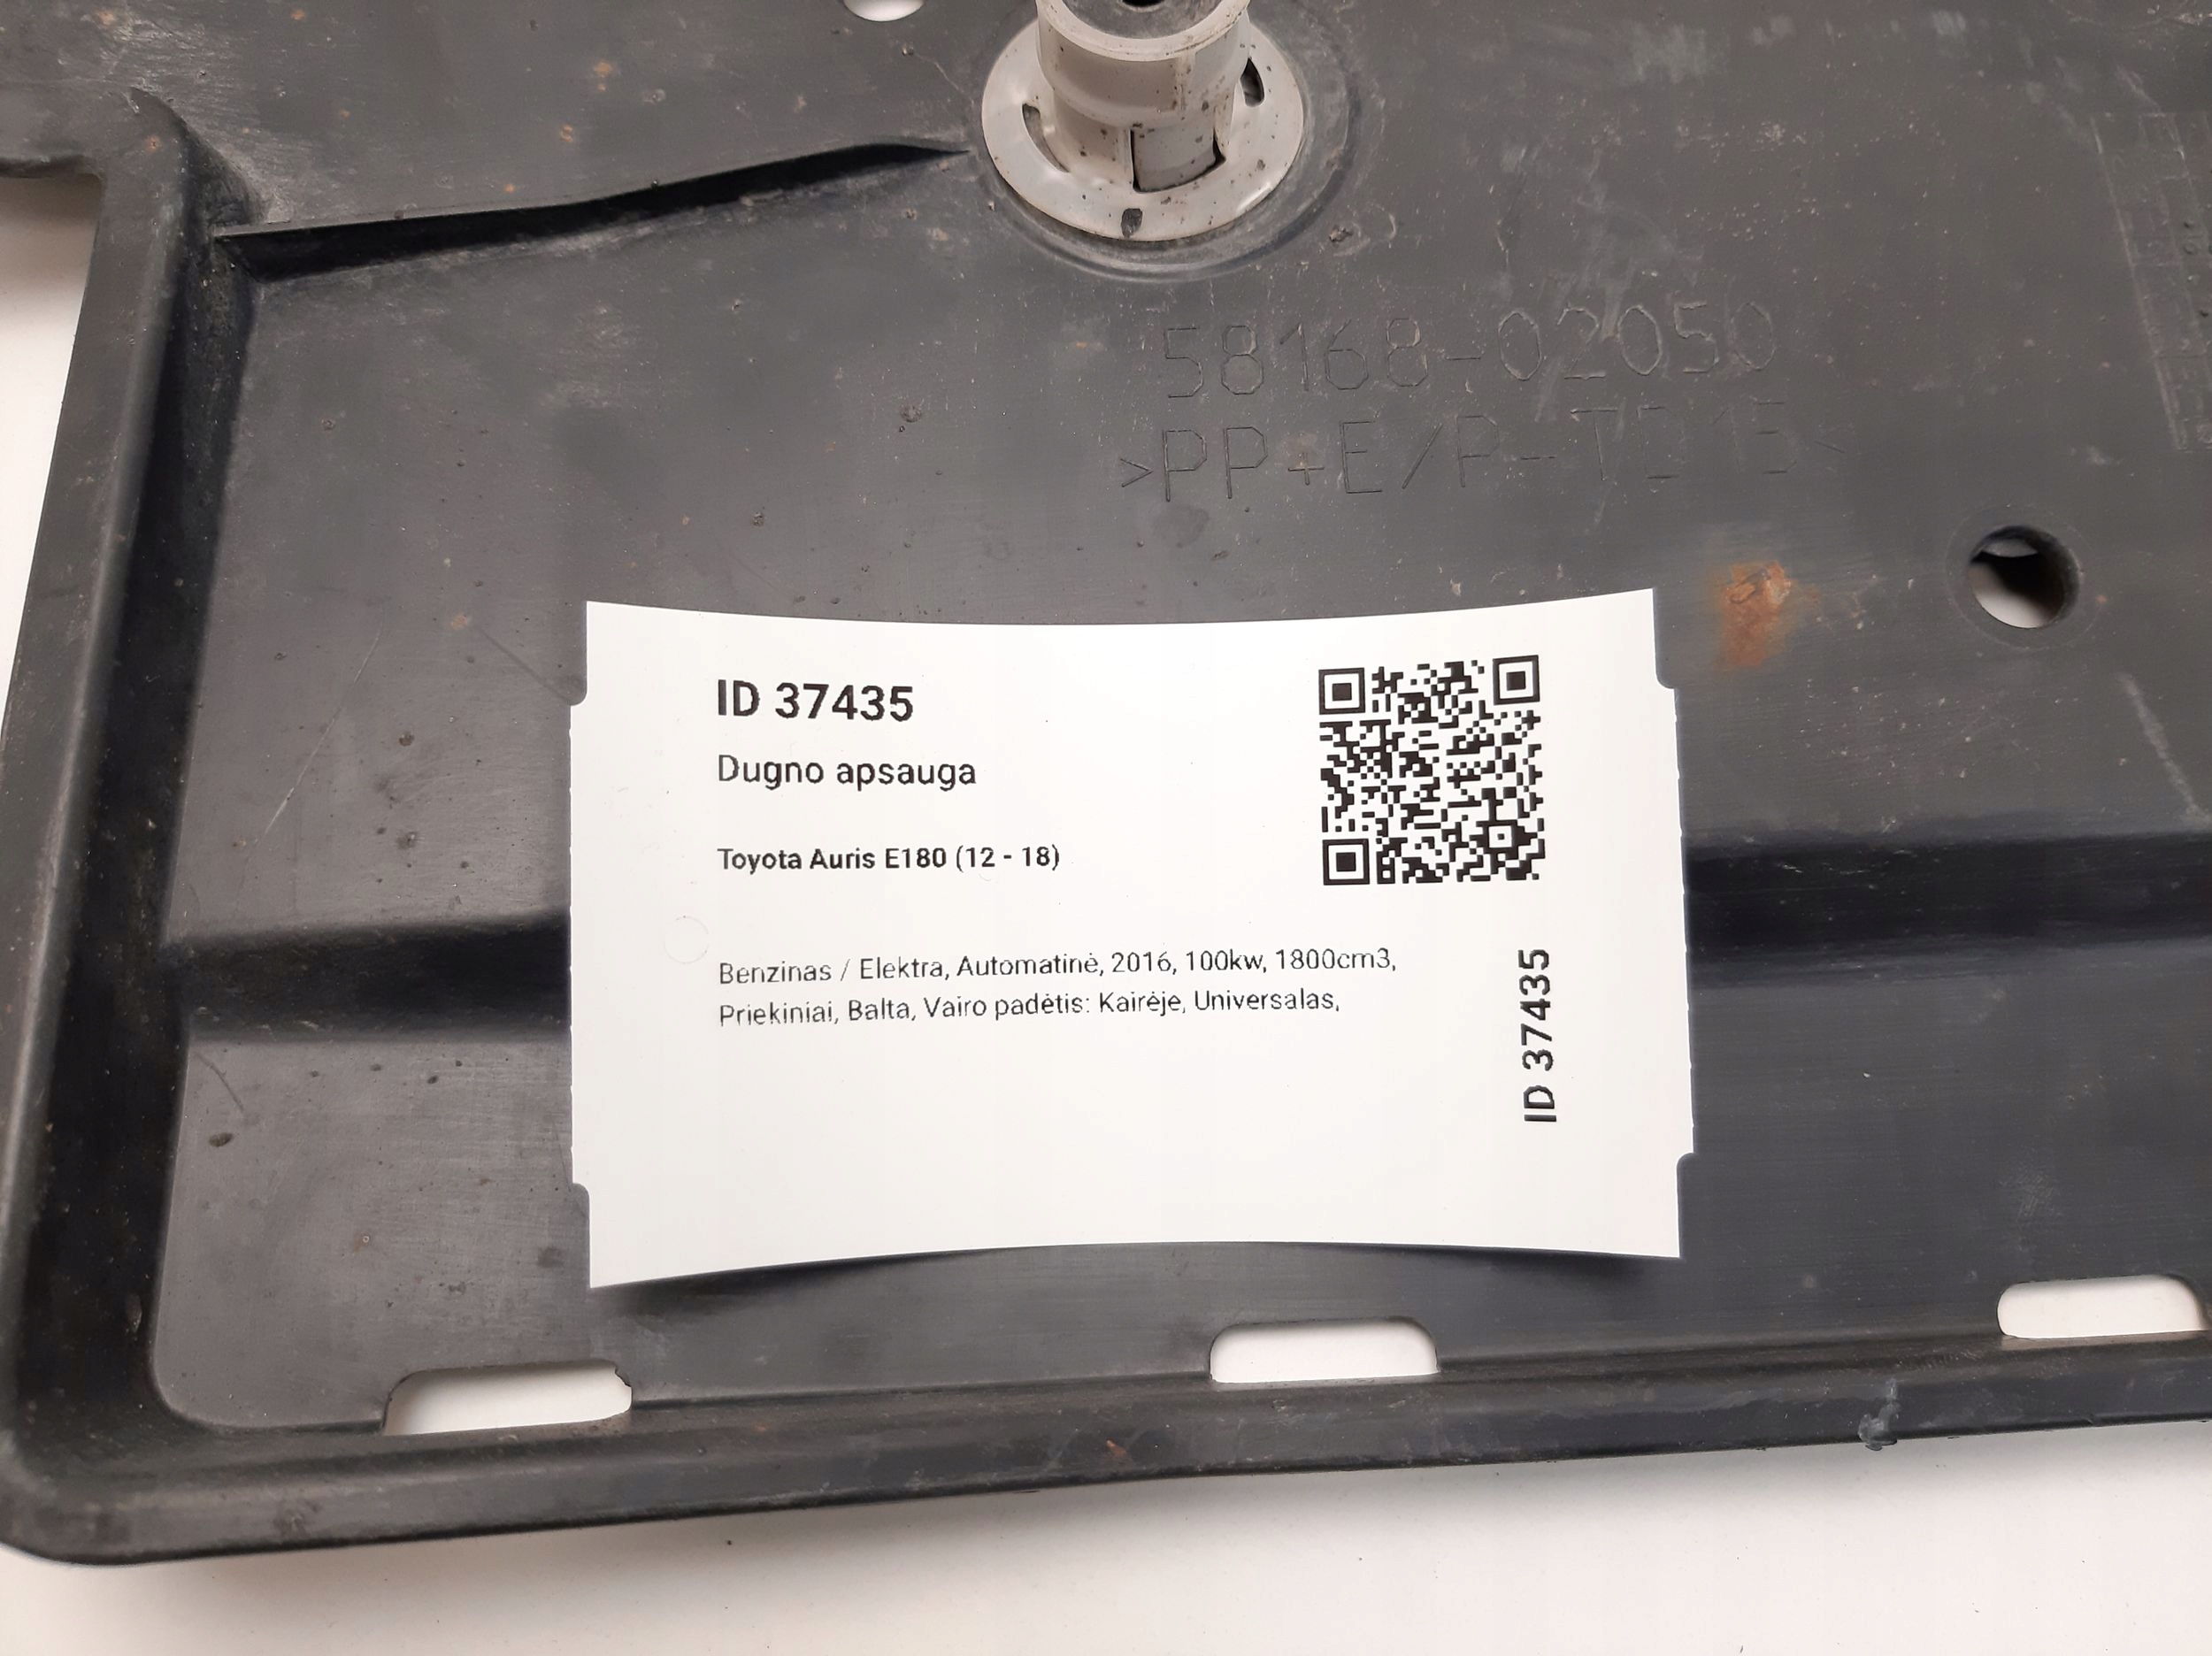 58168-02050
>PP+E/P-TD15<
ID 37435
Dugno apsauga
Toyota Auris E180 (12 - 18)
Benzinas / Elektra, Automatinė, 2016, 100kw, 1800cm3,
Priekiniai, Balta, Vairo padėtis: Kairėje, Universalas,
ID 37435